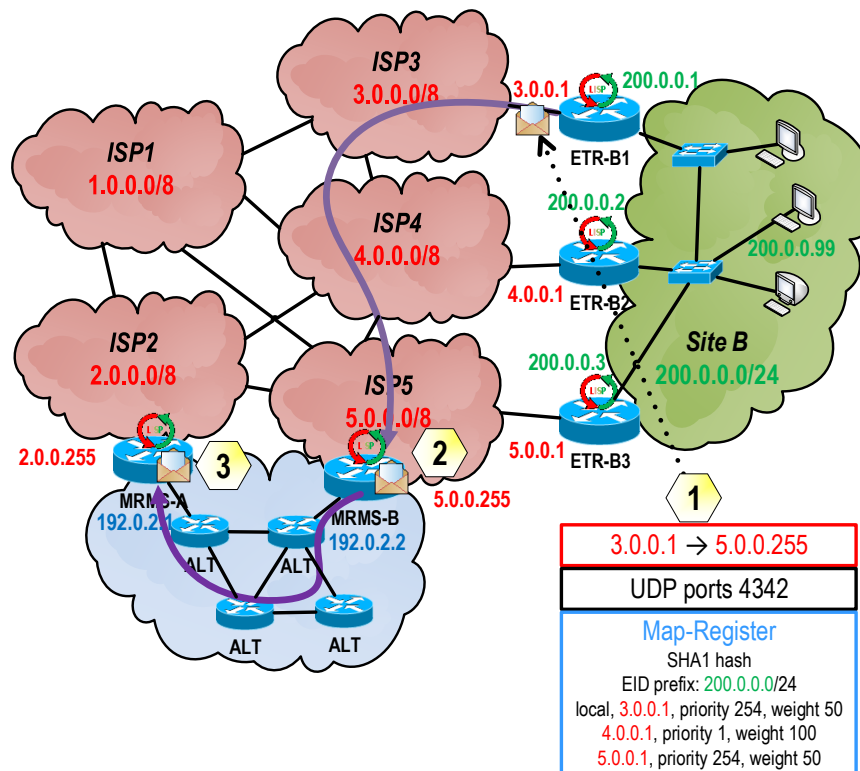 ISP3
3.0.0.0/8
3.0.0.1
200.0.0.1
LISP
ETR-B1
ISP1
1.0.0.0/8
ISP4
4.0.0.0/8
200.0.0.2
LISP
4.0.0.1
ETR-B2
200.0.0.99
ISP2
2.0.0.0/8
ISP5
5.0.0.0/8
200.0.0.3
LISP
5.0.0.1
ETR-B3
Site B
200.0.0.0/24
2.0.0.255
LISP
3
MRMS-A
192.0.2.1
LISP
2
5.0.0.255
MRMS-B
192.0.2.2
ALT
ALT
ALT
ALT
1
3.0.0.1 → 5.0.0.255
UDP ports 4342
Map-Register
SHA1 hash
EID prefix: 200.0.0.0/24
local, 3.0.0.1, priority 254, weight 50
4.0.0.1, priority 1, weight 100
5.0.0.1, priority 254, weight 50